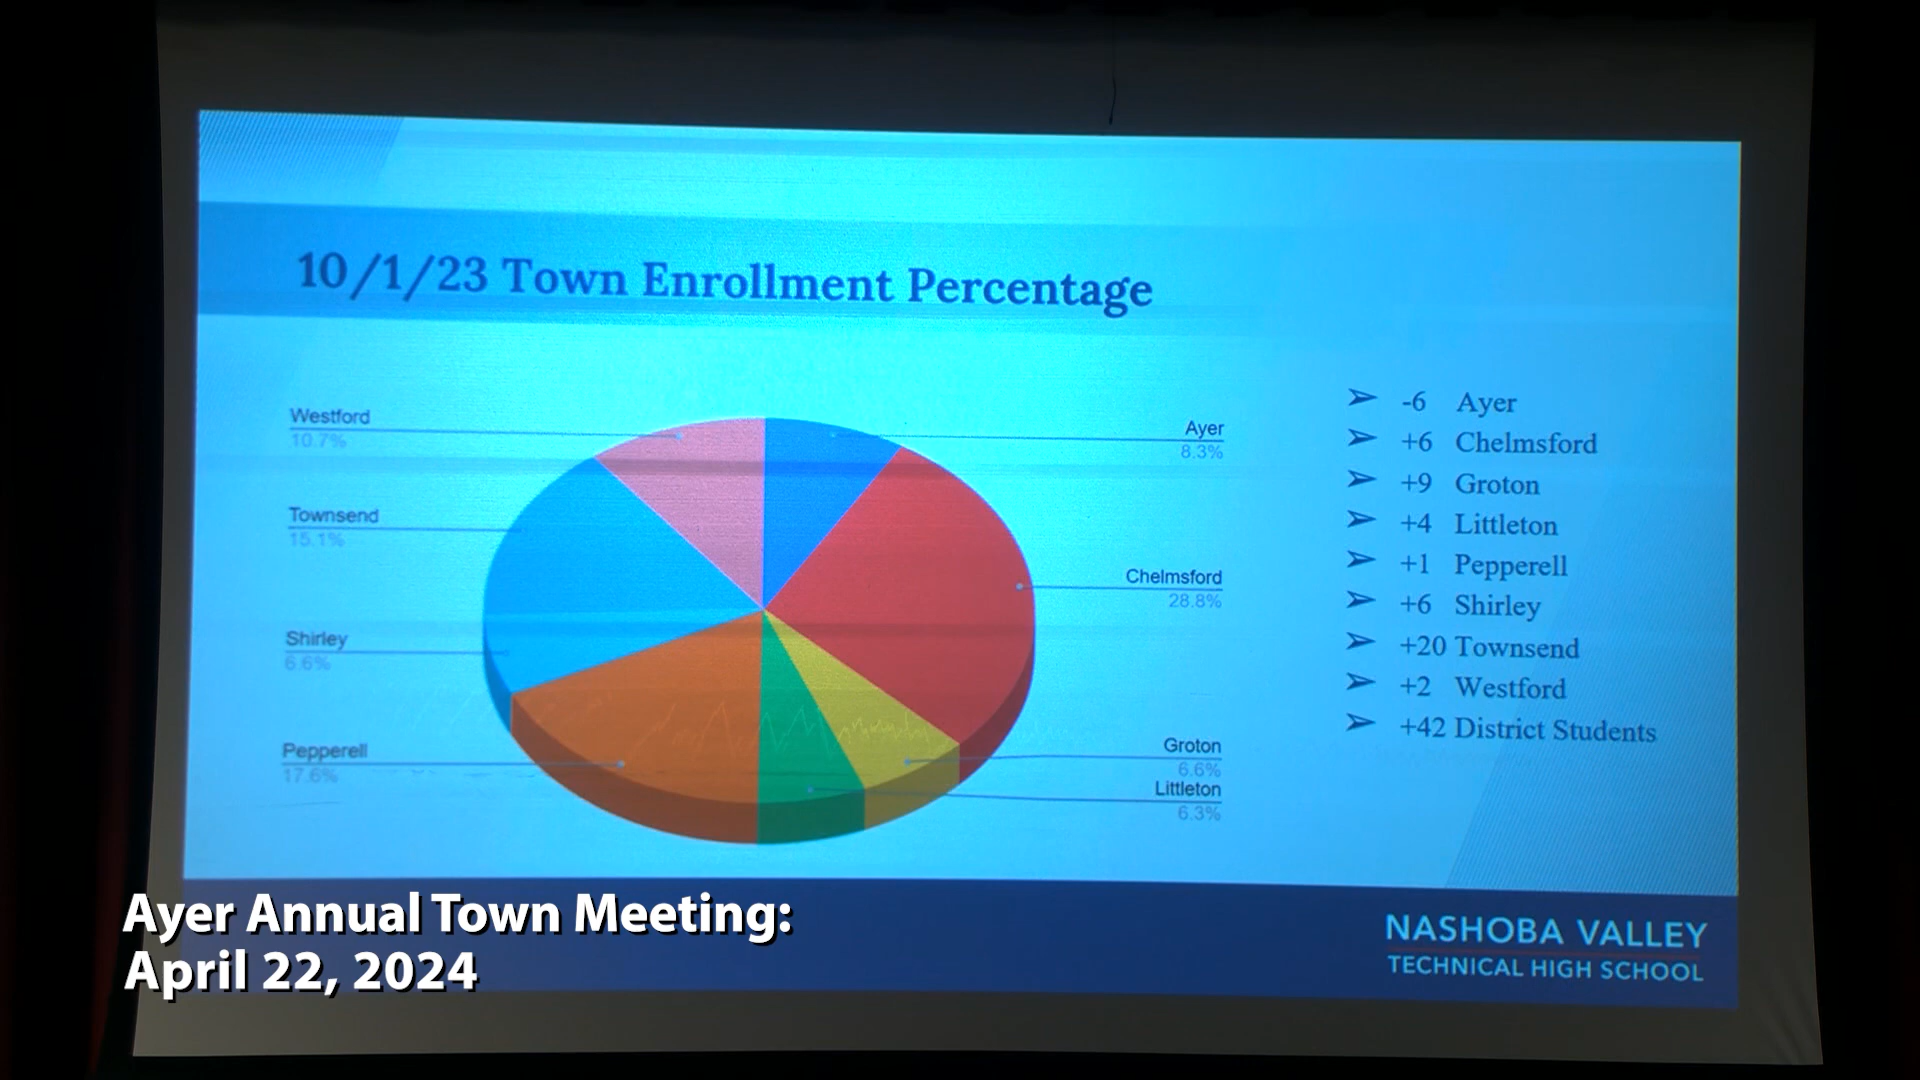 10/1/23 Town Enrollment Percentage
Westford
10.7%
Townsend
15.1%
Shirley
6.6%
Pepperell
17.6%
Ayer
8.3%
Chelmsford
28.8%
Groton
6.6%
Littleton
6.3%
➢ -6 Ayer
➢ +6 Chelmsford
➢ +9 Groton
➢ +4 Littleton
➢ +1 Pepperell
➢ +6 Shirley
➢ +20 Townsend
➢ +2 Westford
➢ +42 District Students
Ayer Annual Town Meeting:
April 22, 2024
NASHOBA VALLEY
TECHNICAL HIGH SCHOOL